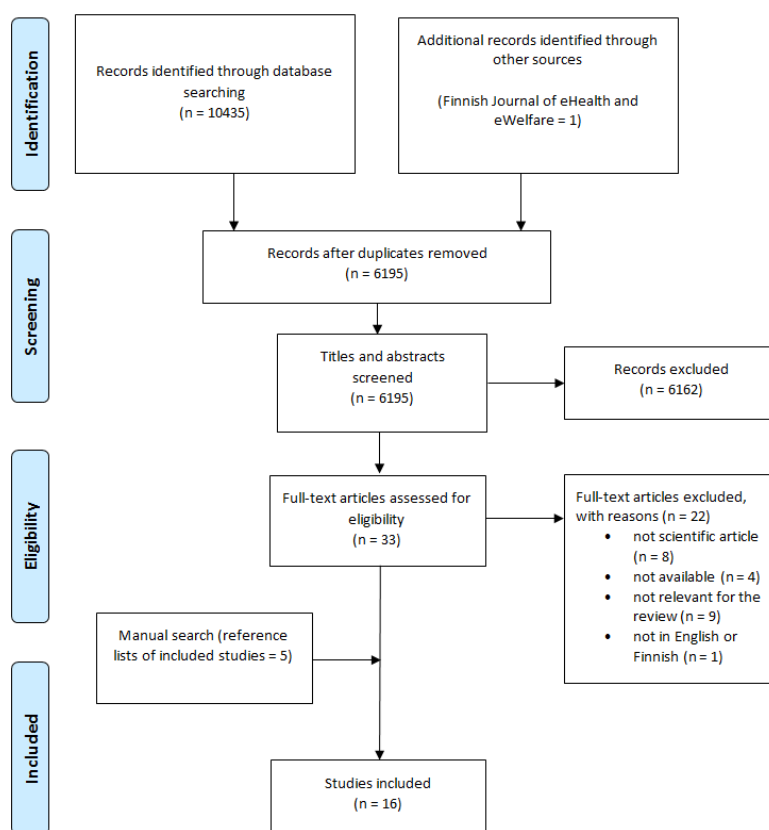 Identification
Records identified through database
searching
(n = 10435)
Additional records identified through
other sources
(Finnish Journal of eHealth and
eWelfare = 1)
Screening
Records after duplicates removed
(n = 6195)
Titles and abstracts
screened
(n = 6195)
Records excluded
(n = 6162)
Eligibility
Full-text articles assessed for
eligibility
(n = 33)
Full-text articles excluded,
with reasons (n = 22)
• not scientific article
(n = 8)
• not available (n = 4)
• not relevant for the
review (n = 9)
• not in English or
Finnish (n = 1)
Manual search (reference
lists of included studies = 5)
Included
Studies included
(n = 16)